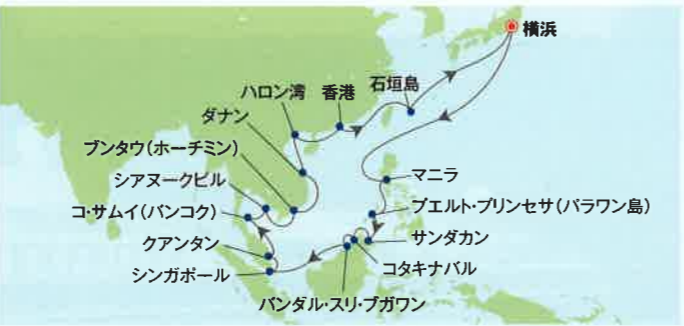 横浜
石垣島
香港
ハロン湾
ダナン
ブンタウ(ホーチミン)
シアヌークビル
コ・サムイ(バンコク)
クアンタン
シンガポール
マニラ
プエルト・プリンセサ(パラワン島)
サンダカン
コタキナバル
バンダル・スリ・ブガワン